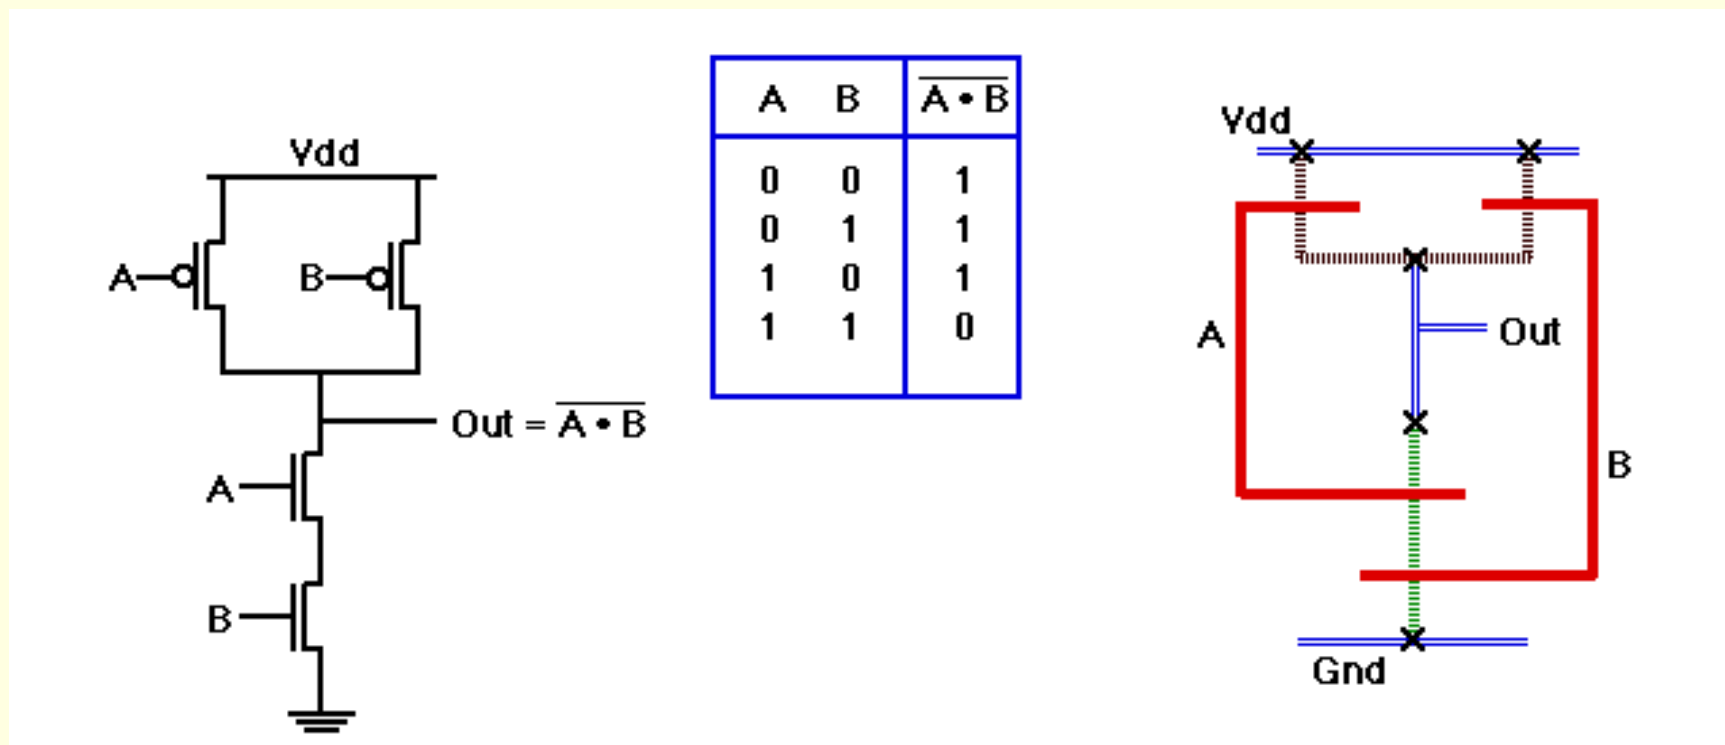 Vdd
A
B
Out = A̅ ̅•̅ ̅B̅
A
B
A B A̅ ̅•̅ ̅B̅
0 0 1
0 1 1
1 0 1
1 1 0
Vdd
A
Out
B
Gnd